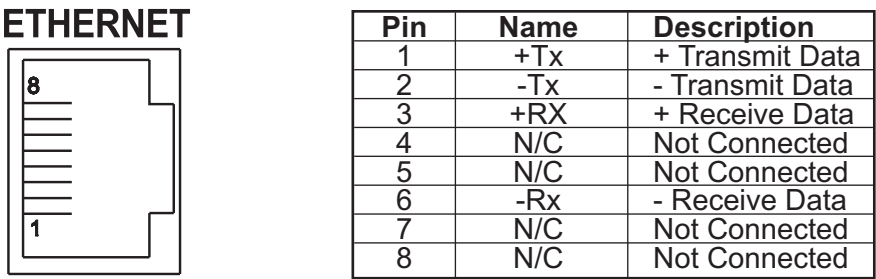 ETHERNET
8
1
Pin Name Description
1 +Tx + Transmit Data
2 -Tx - Transmit Data
3 +RX + Receive Data
4 N/C Not Connected
5 N/C Not Connected
6 -Rx - Receive Data
7 N/C Not Connected
8 N/C Not Connected